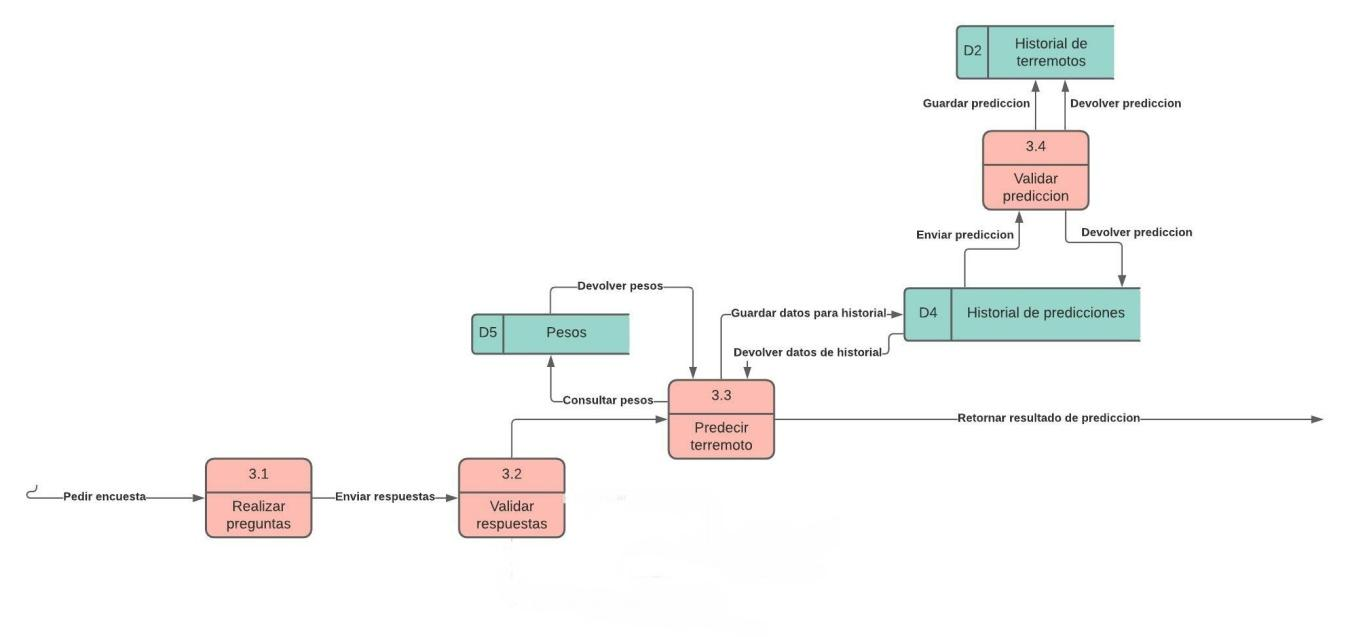 D2
Historial de
terremotos
Guardar prediccion
Devolver prediccion
3.4
Validar
prediccion
Enviar prediccion
Devolver prediccion
Devolver pesos
D5
Pesos
Guardar datos para historial
D4
Historial de predicciones
Devolver datos de historial
Consultar pesos
3.3
Predecir
terremoto
Retornar resultado de prediccion
Pedir encuesta
3.1
Realizar
preguntas
Enviar respuestas
3.2
Validar
respuestas